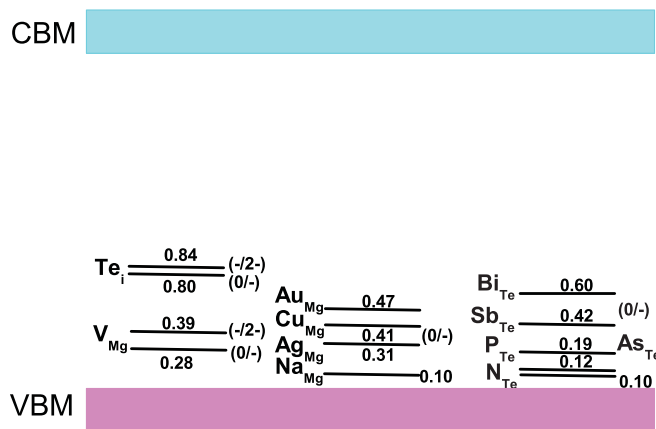 CBM
Te_i 0.84 (-/2-)
0.80 (0/-)
V_Mg 0.39 (-/2-)
0.28 (0/-)
Au_Mg 0.47
Cu_Mg 0.41 (0/-)
Ag_Mg 0.31
Na_Mg 0.10
Bi_Te 0.60
(0/-)
Sb_Te 0.42
P_Te 0.19 As_Te
N_Te 0.12
0.10
VBM